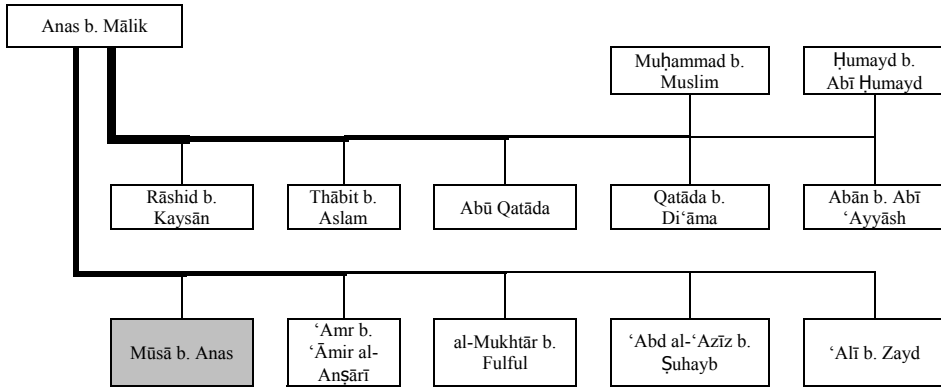 Anas b. Mālik
Muḥammad b.
Muslim
Ḥumayd b.
Abī Ḥumayd
Rāshid b.
Kaysān
Thābit b.
Aslam
Abū Qatāda
Qatāda b.
Di‘āma
Abān b. Abī
‘Ayyāsh
Mūsā b. Anas
‘Amr b.
‘Āmir al-
Anṣārī
al-Mukhtār b.
Fulful
‘Abd al-‘Azīz b.
Ṣuhayb
‘Alī b. Zayd